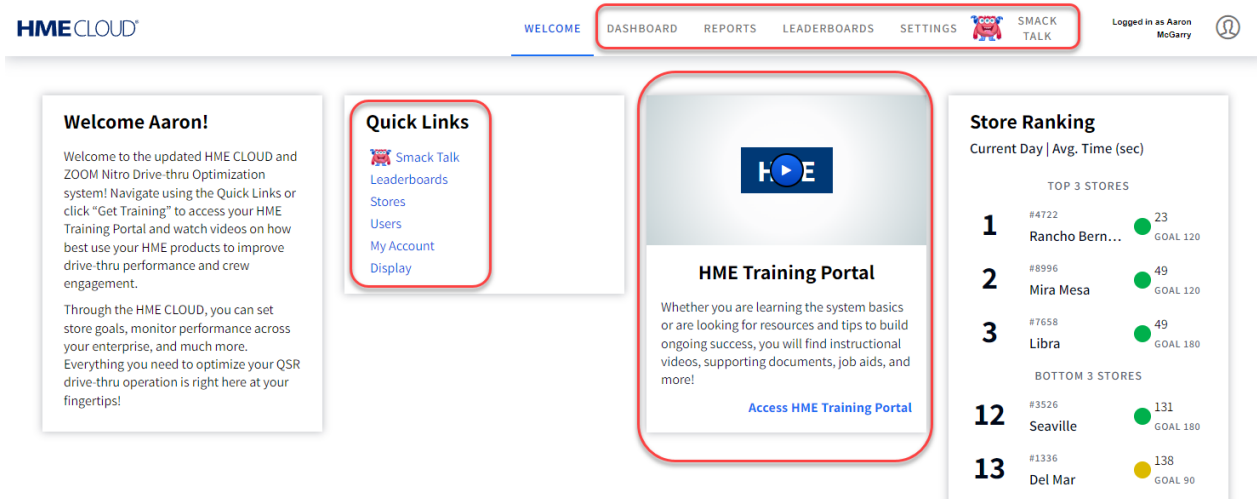 HME CLOUD®
WELCOME
DASHBOARD
REPORTS
LEADERBOARDS
SETTINGS
SMACK
TALK
Logged in as Aaron
McGarry
Welcome Aaron!
Welcome to the updated HME CLOUD and
ZOOM Nitro Drive-thru Optimization
system! Navigate using the Quick Links or
click “Get Training” to access your HME
Training Portal and watch videos on how
best use your HME products to improve
drive-thru performance and crew
engagement.
Through the HME CLOUD, you can set
store goals, monitor performance across
your enterprise, and much more.
Everything you need to optimize your QSR
drive-thru operation is right here at your
fingertips!
Quick Links
Smack Talk
Leaderboards
Stores
Users
My Account
Display
HME
HME Training Portal
Whether you are learning the system basics
or are looking for resources and tips to build
ongoing success, you will find instructional
videos, supporting documents, job aids, and
more!
Access HME Training Portal
Store Ranking
Current Day | Avg. Time (sec)
TOP 3 STORES
1 #4722 23
Rancho Bern... GOAL 120
2 #8996 49
Mira Mesa GOAL 120
3 #7658 49
Libra GOAL 180
BOTTOM 3 STORES
12 #3526 131
Seaville GOAL 180
13 #1336 138
Del Mar GOAL 90